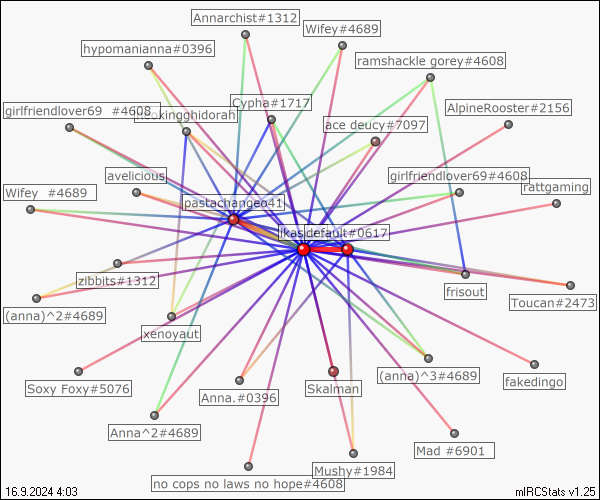 Annarchist#1312
Wifey#4689
hypomanianna#0396
ramshackle gorey#4608
Cypha#1717
girlfriendlover69 #4608
AlpineRooster#2156
ace deucy#7097
avelicious
girlfriendlover69#4608
rattgaming
Wifey #4689
pastachangeo41
default#0617
zibbits#1312
frisout
Toucan#2473
(anna)^2#4689
xenoyaut
(anna)^3#4689
fakedingo
Soxy Foxy#5076
Skalman
Anna.#0396
Anna^2#4689
Mad #6901
Mushy#1984
no cops no laws no hope#4608
16.9.2024 4:03
mIRCStats v1.25